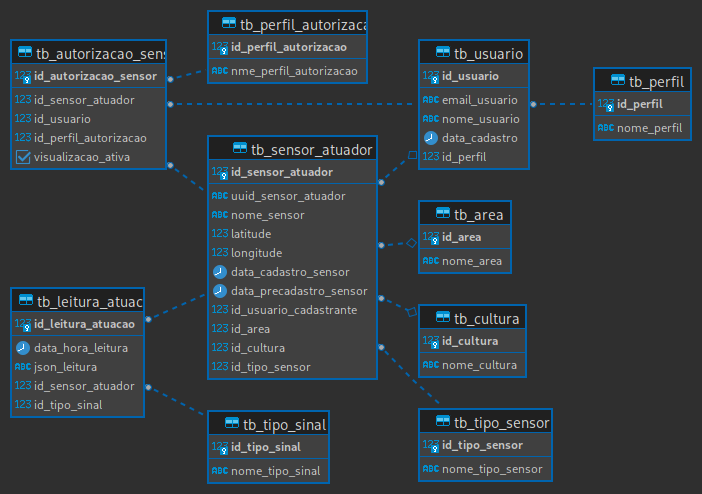 tb_perfil_autorizaca
123 id_perfil_autorizacao
ABC nme_perfil_autorizacao
tb_autorizacao_sens
123 id_autorizacao_sensor
123 id_sensor_atuador
123 id_usuario
123 id_perfil_autorizacao
visualizacao_ativa
tb_usuario
123 id_usuario
ABC email_usuario
ABC nome_usuario
data_cadastro
123 id_perfil
tb_perfil
123 id_perfil
ABC nome_perfil
tb_sensor_atuador
123 id_sensor_atuador
ABC uuid_sensor_atuador
ABC nome_sensor
123 latitude
123 longitude
data_cadastro_sensor
data_precadastro_sensor
123 id_usuario_cadastrante
123 id_area
123 id_cultura
123 id_tipo_sensor
tb_area
123 id_area
ABC nome_area
tb_leitura_atuac
123 id_leitura_atuacao
data_hora_leitura
ABC json_leitura
123 id_sensor_atuador
123 id_tipo_sinal
tb_cultura
123 id_cultura
ABC nome_cultura
tb_tipo_sinal
123 id_tipo_sinal
ABC nome_tipo_sinal
tb_tipo_sensor
123 id_tipo_sensor
ABC nome_tipo_sensor